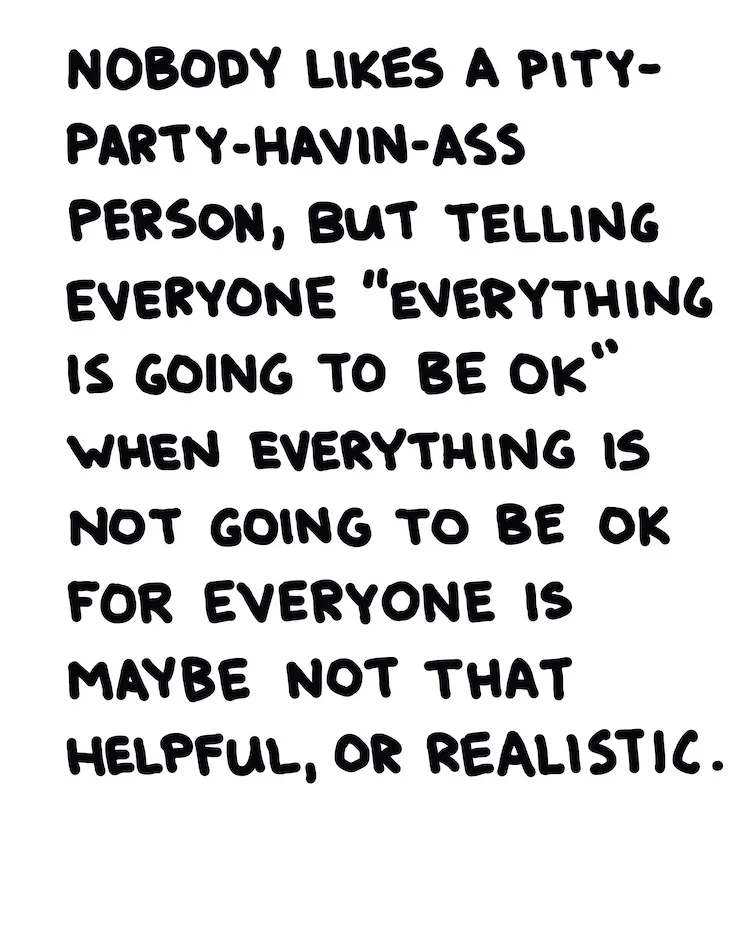 NOBODY LIKES A PITY-
PARTY-HAVIN-ASS
PERSON, BUT TELLING
EVERYONE "EVERYTHING
IS GOING TO BE OK"
WHEN EVERYTHING IS
NOT GOING TO BE OK
FOR EVERYONE IS
MAYBE NOT THAT
HELPFUL, OR REALISTIC.